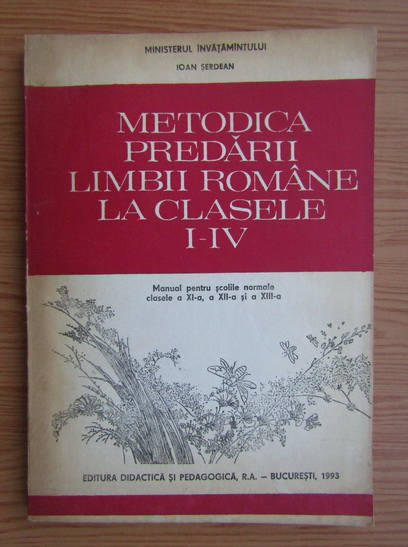 MINISTERUL ÎNVĂȚĂMÎNTULUI
IOAN ȘERDEAN
METODICA
PREDĂRII
LIMBII ROMÂNE
LA CLASELE
I-IV
Manual pentru școlile normale
clasele a XI-a, a XII-a și a XIII-a
EDITURA DIDACTICĂ ȘI PEDAGOGICĂ, R.A. – BUCUREȘTI, 1993